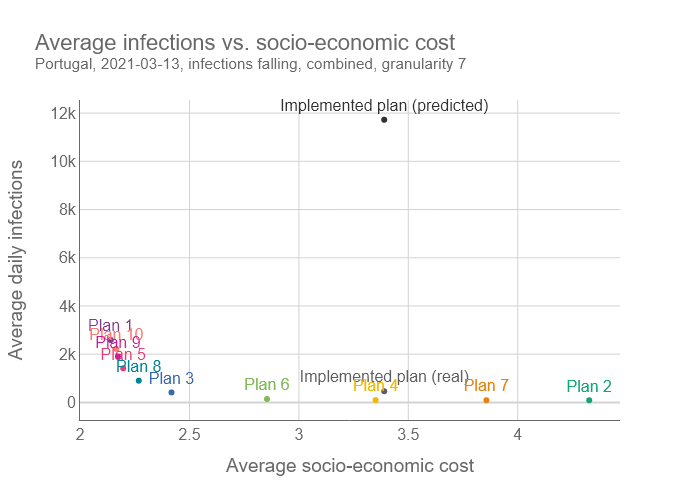 Average infections vs. socio-economic cost
Portugal, 2021-03-13, infections falling, combined, granularity 7
Average daily infections
12k
10k
8k
6k
4k
2k
0
Implemented plan (predicted)
Plan 1
Plan 10
Plan 9
Plan 5
Plan 8
Plan 3
Plan 6
Implemented plan (real)
Plan 4
Plan 7
Plan 2
2
2.5
3
3.5
4
Average socio-economic cost